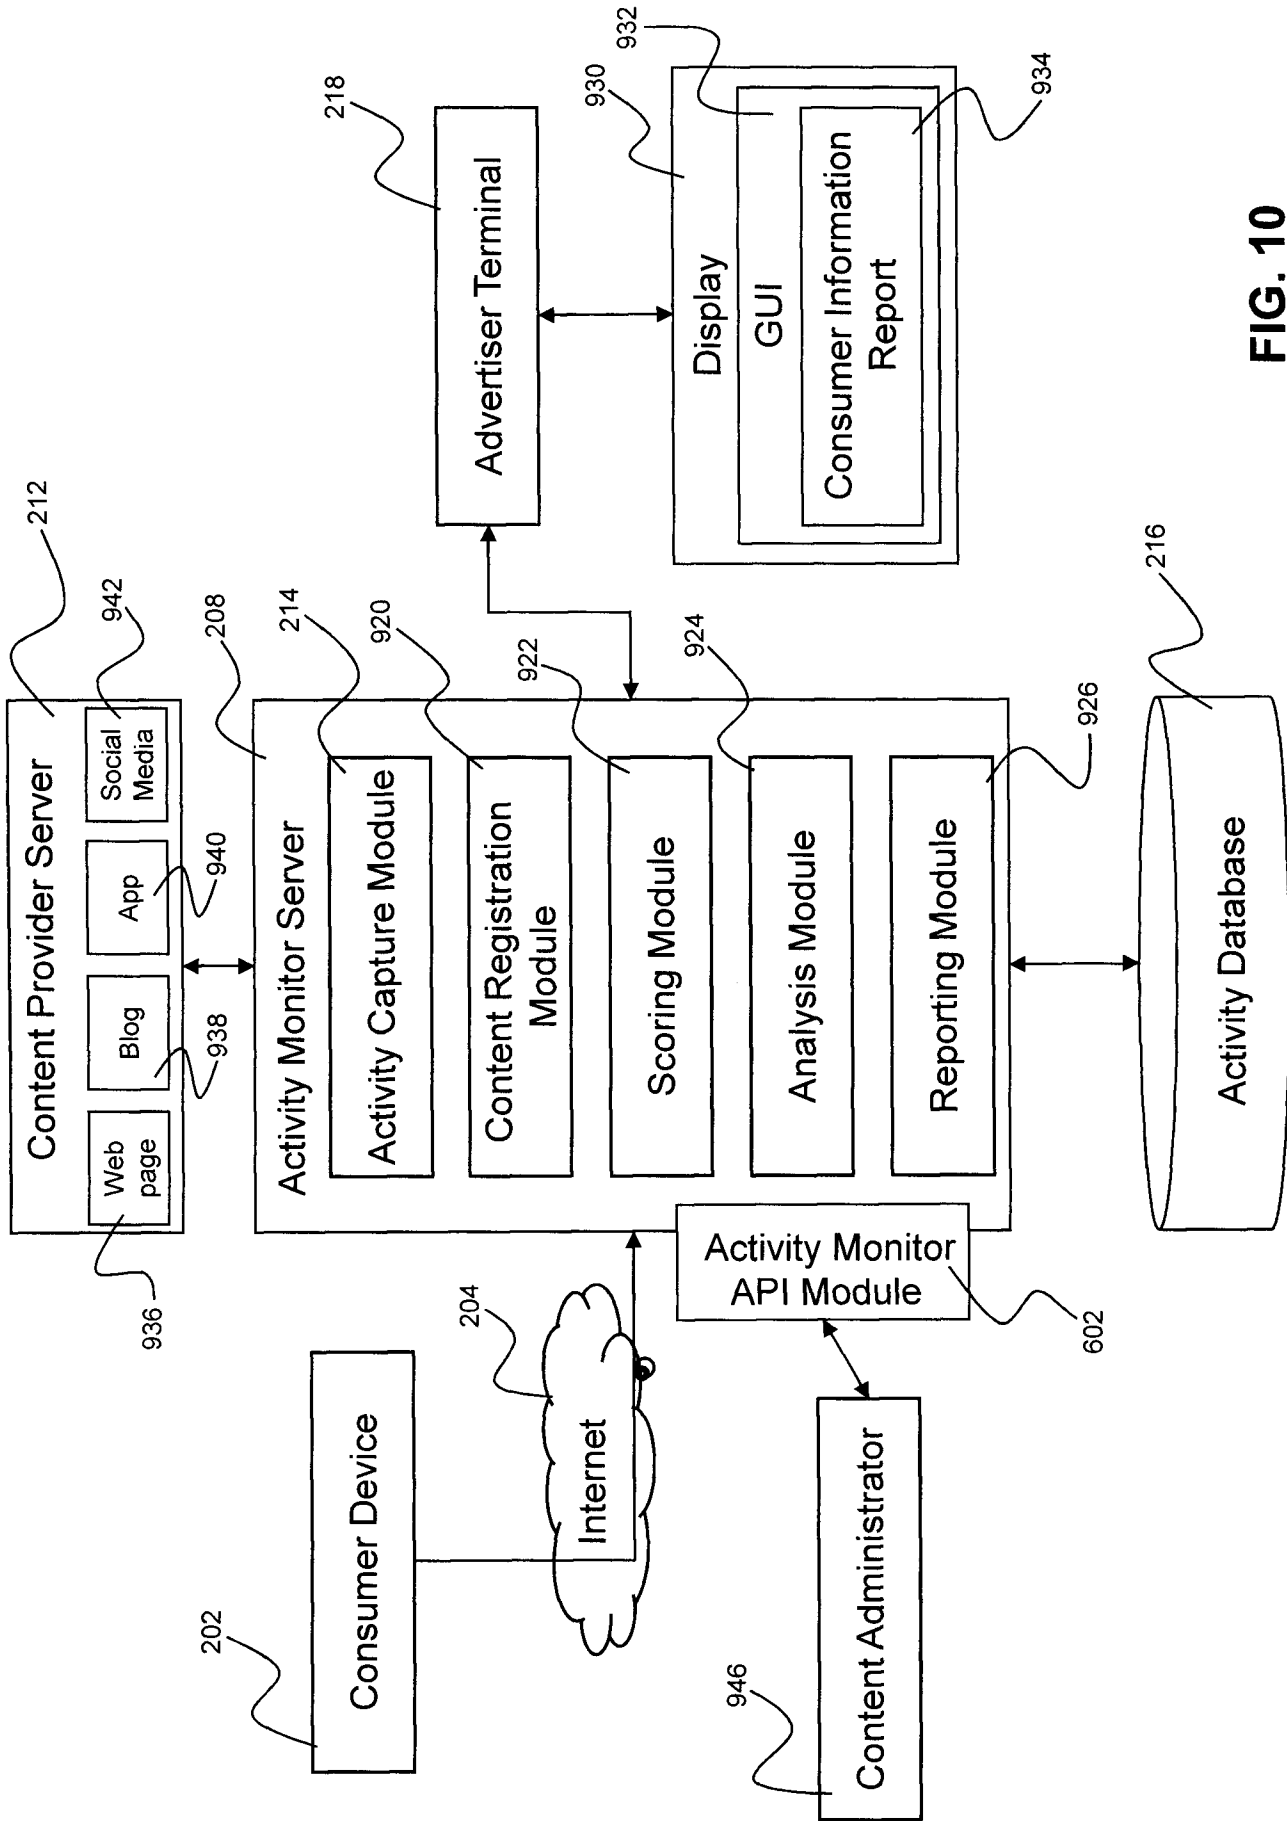 212
Content Provider Server
Web
page
Blog
App
Social
Media
936
938
940
942
208
Activity Monitor Server
214
Activity Capture Module
920
Content Registration
Module
922
Scoring Module
924
Analysis Module
926
Reporting Module
Activity Monitor
API Module
602
202
Consumer Device
204
Internet
946
Content Administrator
218
Advertiser Terminal
930
Display
932
GUI
934
Consumer Information
Report
216
Activity Database
FIG. 10